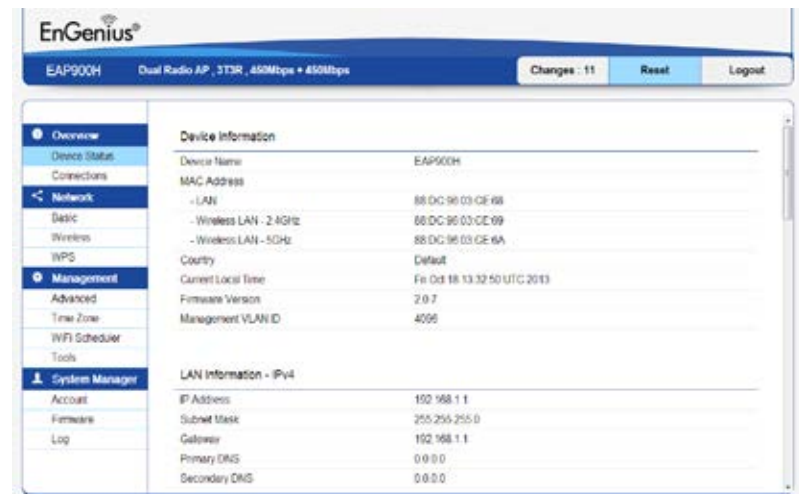 EnGenius®
EAP900H Dual Radio AP , 3T3R , 450Mbps + 450Mbps Changes : 11 Reset Logout
Overview
Device Status
Connections
Network
Basic
Wireless
WPS
Management
Advanced
Time Zone
WiFi Scheduler
Tools
System Manager
Account
Firmware
Log
Device Information
Device Name EAP900H
MAC Address
- LAN 88:DC:96:03:CE:68
- Wireless LAN - 2.4GHz 88:DC:96:03:CE:69
- Wireless LAN - 5GHz 88:DC:96:03:CE:6A
Country Default
Current Local Time Fri Oct 18 13:32:50 UTC 2013
Firmware Version 2.0.7
Management VLAN ID 4096
LAN Information - IPv4
IP Address 192.168.1.1
Subnet Mask 255.255.255.0
Gateway 192.168.1.1
Primary DNS 0.0.0.0
Secondary DNS 0.0.0.0